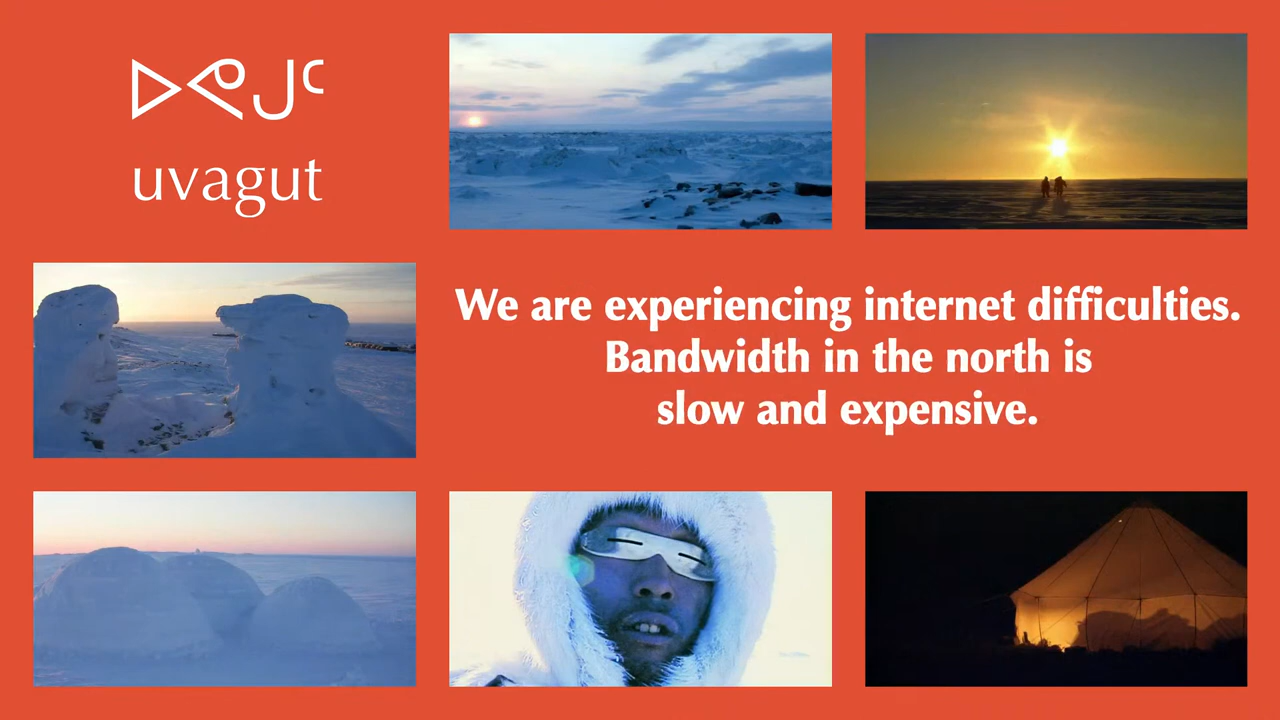 ᐅᕙᒍᑦ
uvagut
We are experiencing internet difficulties.
Bandwidth in the north is
slow and expensive.